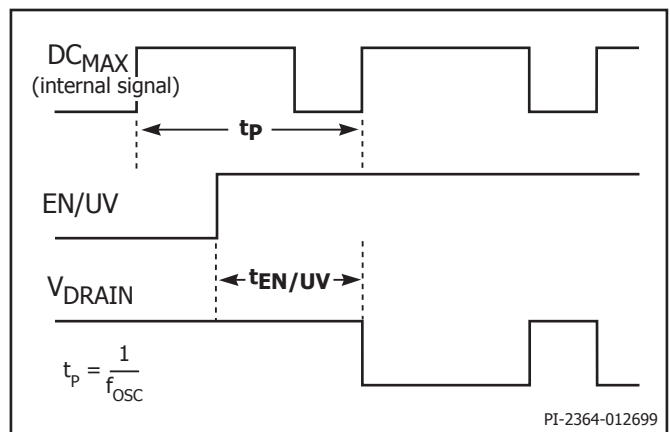 DCMAX
(internal signal)
tP
EN/UV
tEN/UV
VDRAIN
tP = 1/fOSC
PI-2364-012699